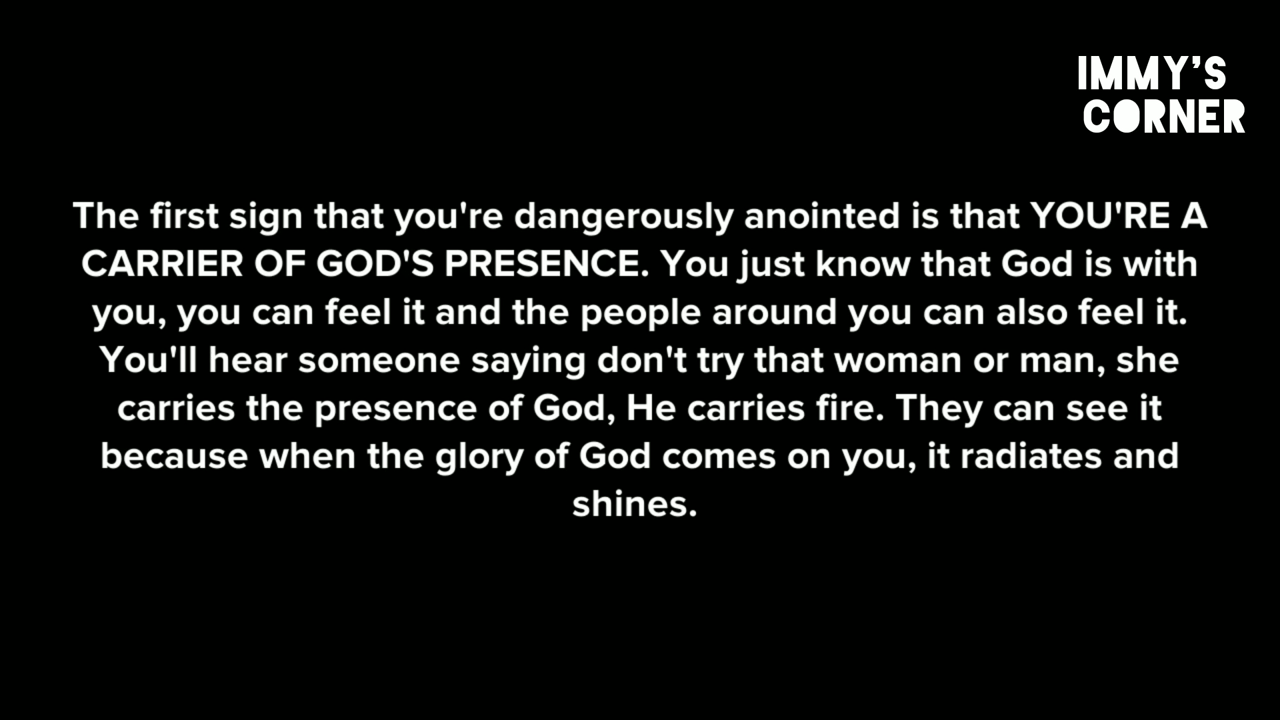 IMMY'S
CORNER
The first sign that you're dangerously anointed is that YOU'RE A
CARRIER OF GOD'S PRESENCE. You just know that God is with
you, you can feel it and the people around you can also feel it.
You'll hear someone saying don't try that woman or man, she
carries the presence of God, He carries fire. They can see it
because when the glory of God comes on you, it radiates and
shines.